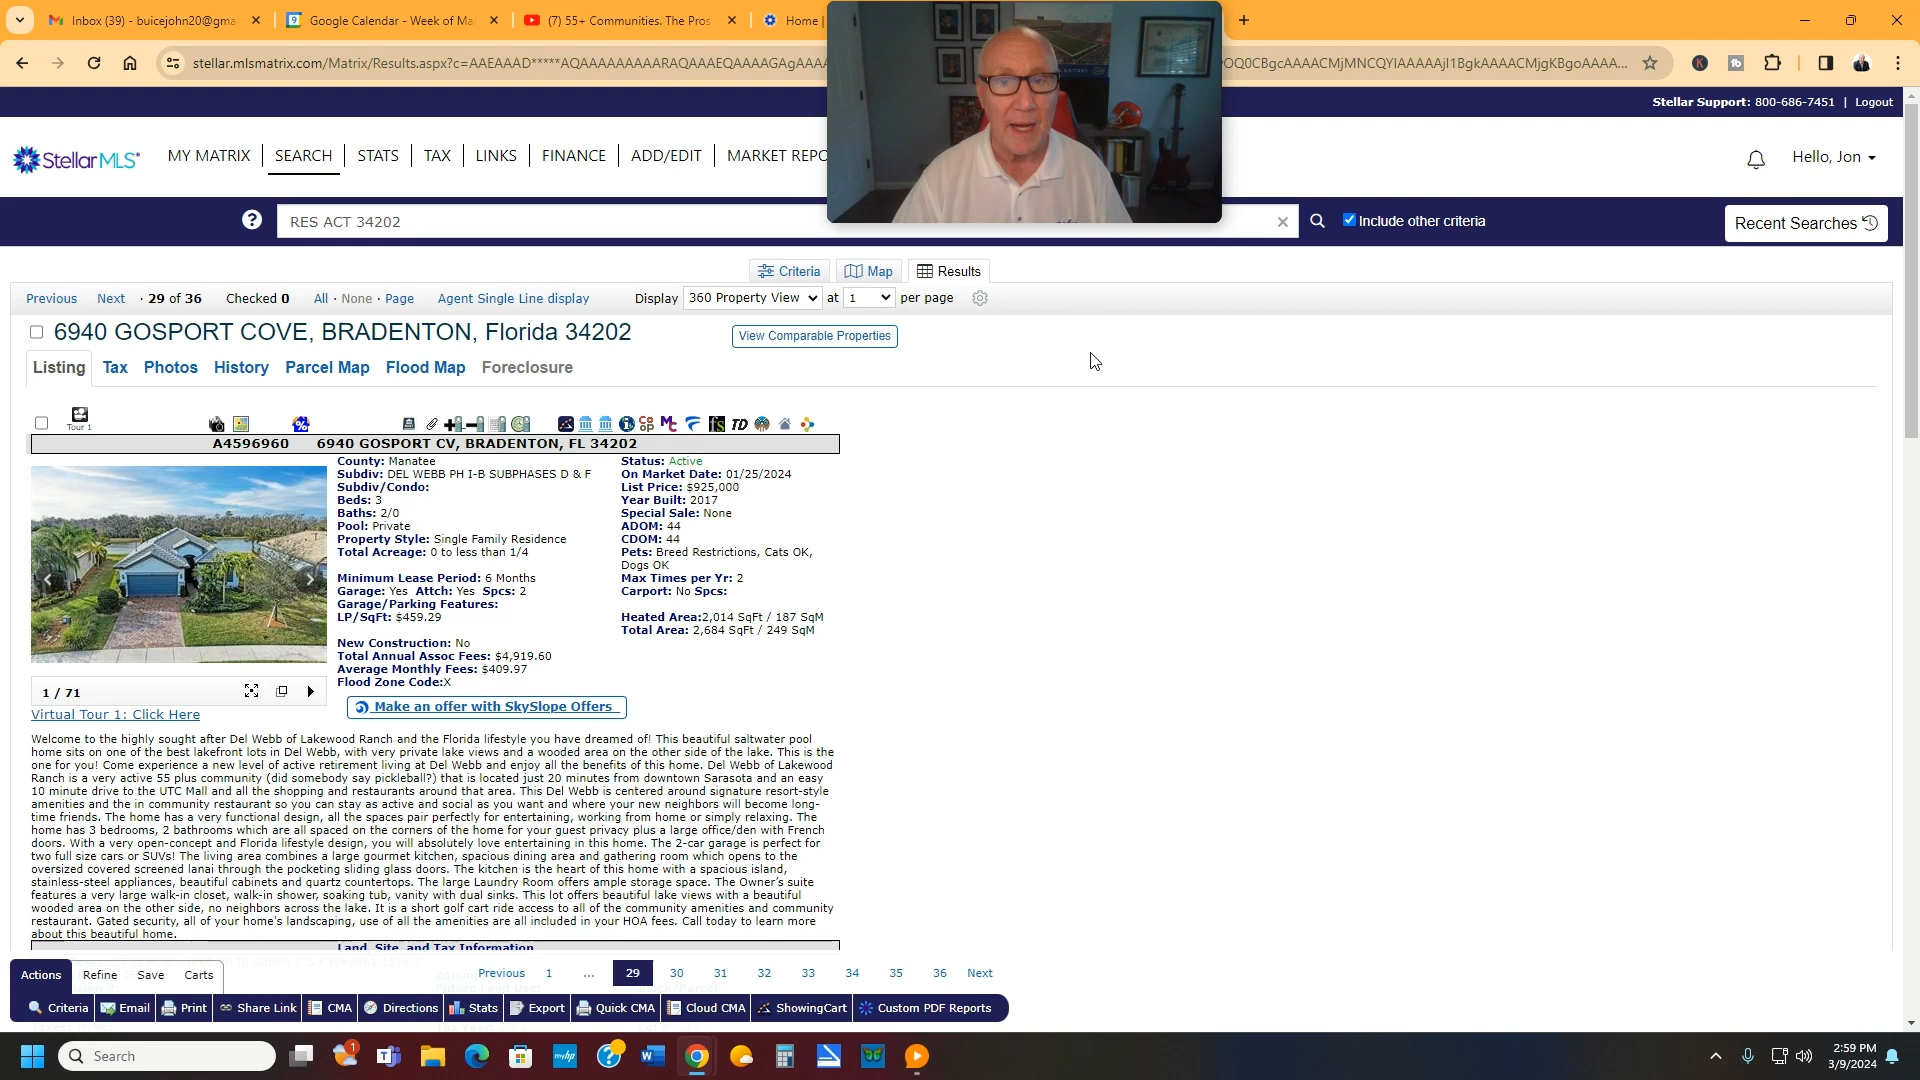 Inbox (39) - buicejohn20@gma
Google Calendar - Week of Ma
(7) 55+ Communities. The Pros
Home |
stellar.mlsmatrix.com/Matrix/Results.aspx?c=AAEAAAD*****AQAAAAAAAAARAQAAAEQAAAAGAgAAAA
Stellar Support: 800-686-7451 | Logout
StellarMLS
MY MATRIX
SEARCH
STATS
TAX
LINKS
FINANCE
ADD/EDIT
MARKET REPO
Hello, Jon
RES ACT 34202
Include other criteria
Recent Searches
Criteria
Map
Results
Previous Next · 29 of 36 Checked 0 All · None · Page Agent Single Line display Display 360 Property View at 1 per page
6940 GOSPORT COVE, BRADENTON, Florida 34202
View Comparable Properties
Listing Tax Photos History Parcel Map Flood Map Foreclosure
Tour 1
A4596960 6940 GOSPORT CV, BRADENTON, FL 34202
County: Manatee
Subdiv: DEL WEBB PH I-B SUBPHASES D & F
Subdiv/Condo:
Beds: 3
Baths: 2/0
Pool: Private
Property Style: Single Family Residence
Total Acreage: 0 to less than 1/4
Minimum Lease Period: 6 Months
Garage: Yes Attch: Yes Spcs: 2
Garage/Parking Features:
LP/SqFt: $459.29
New Construction: No
Total Annual Assoc Fees: $4,919.60
Average Monthly Fees: $409.97
Flood Zone Code:X
Status: Active
On Market Date: 01/25/2024
List Price: $925,000
Year Built: 2017
Special Sale: None
ADOM: 44
CDOM: 44
Pets: Breed Restrictions, Cats OK,
Dogs OK
Max Times per Yr: 2
Carport: No Spcs:
Heated Area:2,014 SqFt / 187 SqM
Total Area: 2,684 SqFt / 249 SqM
1 / 71
Make an offer with SkySlope Offers
Virtual Tour 1: Click Here
Welcome to the highly sought after Del Webb of Lakewood Ranch and the Florida lifestyle you have dreamed of! This beautiful saltwater pool
home sits on one of the best lakefront lots in Del Webb, with very private lake views and a wooded area on the other side of the lake. This is the
one for you! Come experience a new level of active retirement living at Del Webb and enjoy all the benefits of this home. Del Webb of Lakewood
Ranch is a very active 55 plus community (did somebody say pickleball?) that is located just 20 minutes from downtown Sarasota and an easy
10 minute drive to the UTC Mall and all the shopping and restaurants around that area. This Del Webb is centered around signature resort-style
amenities and the in community restaurant so you can stay as active and social as you want and where your new neighbors will become long-
time friends. The home has a very functional design, all the spaces pair perfectly for entertaining, working from home or simply relaxing. The
home has 3 bedrooms, 2 bathrooms which are all spaced on the corners of the home for your guest privacy plus a large office/den with French
doors. With a very open-concept and Florida lifestyle design, you will absolutely love entertaining in this home. The 2-car garage is perfect for
two full size cars or SUVs! The living area combines a large gourmet kitchen, spacious dining area and gathering room which opens to the
oversized covered screened lanai through the pocketing sliding glass doors. The kitchen is the heart of this home with a spacious island,
stainless-steel appliances, beautiful cabinets and quartz countertops. The large Laundry Room offers ample storage space. The Owner's suite
features a very large walk-in closet, walk-in shower, soaking tub, vanity with dual sinks. This lot offers beautiful lake views with a beautiful
wooded area on the other side, no neighbors across the lake. It is a short golf cart ride access to all of the community amenities and community
restaurant. Gated security, all of your home's landscaping, use of all the amenities are all included in your HOA fees. Call today to learn more
about this beautiful home.
Land, Site, and Tax Information
Actions Refine Save Carts
Previous 1 ... 29 30 31 32 33 34 35 36 Next
Criteria Email Print Share Link CMA Directions Stats Export Quick CMA Cloud CMA ShowingCart Custom PDF Reports
Search
2:59 PM
3/9/2024